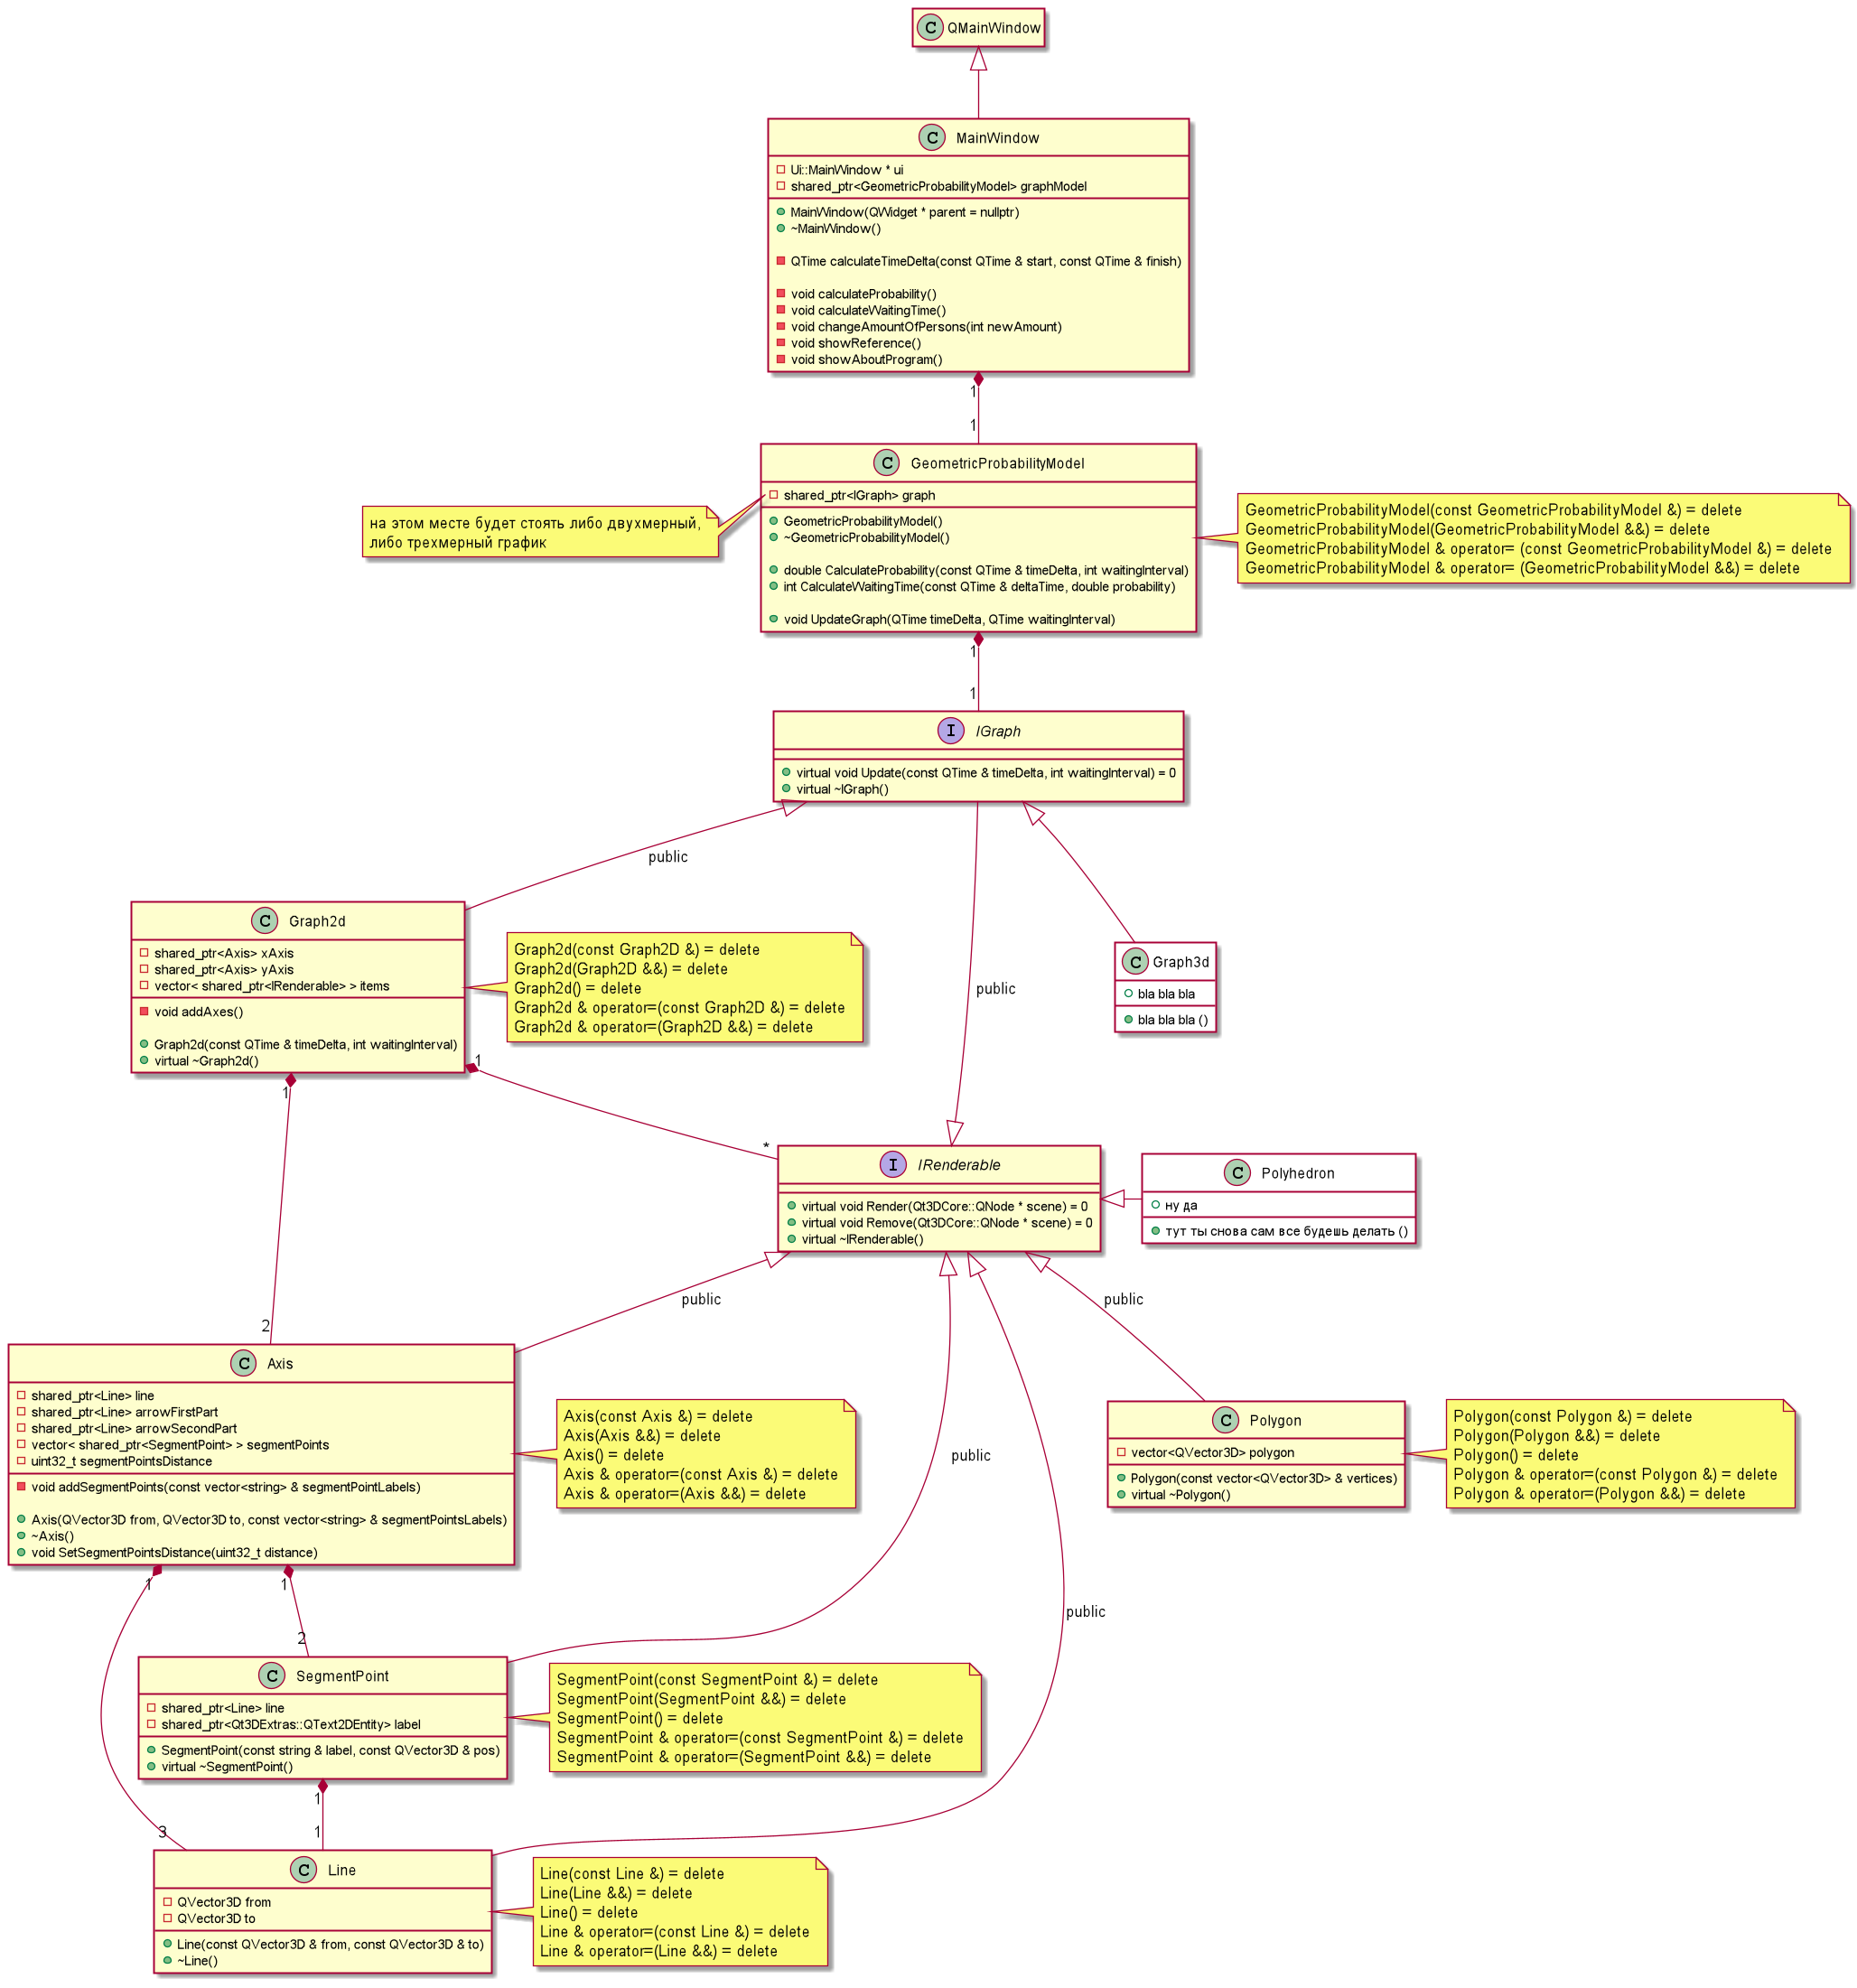 C QMainWindow
C MainWindow
Ui::MainWindow * ui
shared_ptr<GeometricProbabilityModel> graphModel
MainWindow(QWidget * parent = nullptr)
~MainWindow()
QTime calculateTimeDelta(const QTime & start, const QTime & finish)
void calculateProbability()
void calculateWaitingTime()
void changeAmountOfPersons(int newAmount)
void showReference()
void showAboutProgram()
1
1
C GeometricProbabilityModel
shared_ptr<IGraph> graph
GeometricProbabilityModel()
~GeometricProbabilityModel()
double CalculateProbability(const QTime & timeDelta, int waitingInterval)
int CalculateWaitingTime(const QTime & deltaTime, double probability)
void UpdateGraph(QTime timeDelta, QTime waitingInterval)
на этом месте будет стоять либо двухмерный,
либо трехмерный график
GeometricProbabilityModel(const GeometricProbabilityModel &) = delete
GeometricProbabilityModel(GeometricProbabilityModel &&) = delete
GeometricProbabilityModel & operator= (const GeometricProbabilityModel &) = delete
GeometricProbabilityModel & operator= (GeometricProbabilityModel &&) = delete
1
1
I IGraph
virtual void Update(const QTime & timeDelta, int waitingInterval) = 0
virtual ~IGraph()
public
public
C Graph2d
shared_ptr<Axis> xAxis
shared_ptr<Axis> yAxis
vector< shared_ptr<IRenderable> > items
void addAxes()
Graph2d(const QTime & timeDelta, int waitingInterval)
virtual ~Graph2d()
Graph2d(const Graph2D &) = delete
Graph2d(Graph2D &&) = delete
Graph2d() = delete
Graph2d & operator=(const Graph2D &) = delete
Graph2d & operator=(Graph2D &&) = delete
C Graph3d
bla bla bla
bla bla bla ()
1
1
*
2
I IRenderable
virtual void Render(Qt3DCore::QNode * scene) = 0
virtual void Remove(Qt3DCore::QNode * scene) = 0
virtual ~IRenderable()
C Polyhedron
ну да
тут ты снова сам все будешь делать ()
public
public
public
public
C Axis
shared_ptr<Line> line
shared_ptr<Line> arrowFirstPart
shared_ptr<Line> arrowSecondPart
vector< shared_ptr<SegmentPoint> > segmentPoints
uint32_t segmentPointsDistance
void addSegmentPoints(const vector<string> & segmentPointLabels)
Axis(QVector3D from, QVector3D to, const vector<string> & segmentPointsLabels)
~Axis()
void SetSegmentPointsDistance(uint32_t distance)
Axis(const Axis &) = delete
Axis(Axis &&) = delete
Axis() = delete
Axis & operator=(const Axis &) = delete
Axis & operator=(Axis &&) = delete
C Polygon
vector<QVector3D> polygon
Polygon(const vector<QVector3D> & vertices)
virtual ~Polygon()
Polygon(const Polygon &) = delete
Polygon(Polygon &&) = delete
Polygon() = delete
Polygon & operator=(const Polygon &) = delete
Polygon & operator=(Polygon &&) = delete
1
1
2
C SegmentPoint
shared_ptr<Line> line
shared_ptr<Qt3DExtras::QText2DEntity> label
SegmentPoint(const string & label, const QVector3D & pos)
virtual ~SegmentPoint()
SegmentPoint(const SegmentPoint &) = delete
SegmentPoint(SegmentPoint &&) = delete
SegmentPoint() = delete
SegmentPoint & operator=(const SegmentPoint &) = delete
SegmentPoint & operator=(SegmentPoint &&) = delete
1
3
1
C Line
QVector3D from
QVector3D to
Line(const QVector3D & from, const QVector3D & to)
~Line()
Line(const Line &) = delete
Line(Line &&) = delete
Line() = delete
Line & operator=(const Line &) = delete
Line & operator=(Line &&) = delete